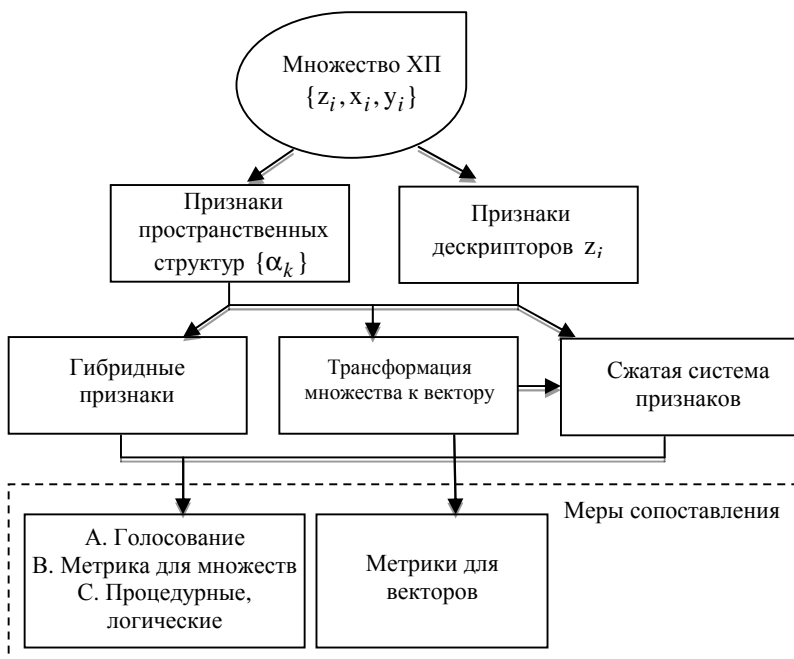 Множество ХП
{z_i, x_i, y_i}
Признаки
пространственных
структур {α_k}
Признаки
дескрипторов z_i
Гибридные
признаки
Трансформация
множества к вектору
Сжатая система
признаков
Меры сопоставления
A. Голосование
B. Метрика для множеств
C. Процедурные,
логические
Метрики для
векторов